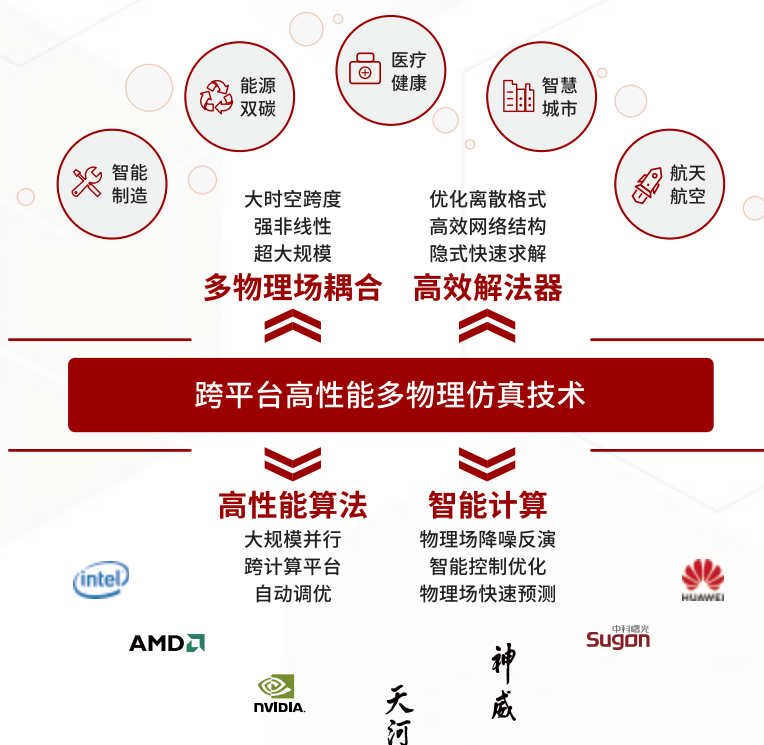 医疗
健康
能源
双碳
智慧
城市
智能
制造
航天
航空
大时空跨度
强非线性
超大规模
多物理场耦合
优化离散格式
高效网络结构
隐式快速求解
高效解法器
跨平台高性能多物理仿真技术
高性能算法
大规模并行
跨计算平台
自动调优
智能计算
物理场降噪反演
智能控制优化
物理场快速预测
intel
HUAWEI
AMD
中科曙光
Sugon
NVIDIA.
神
威
天
河